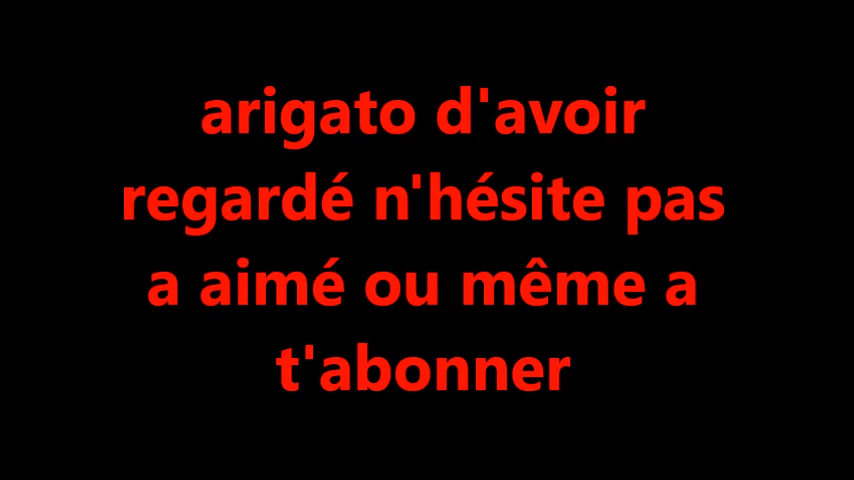 arigato d'avoir
regardé n'hésite pas
a aimé ou même a
t'abonner